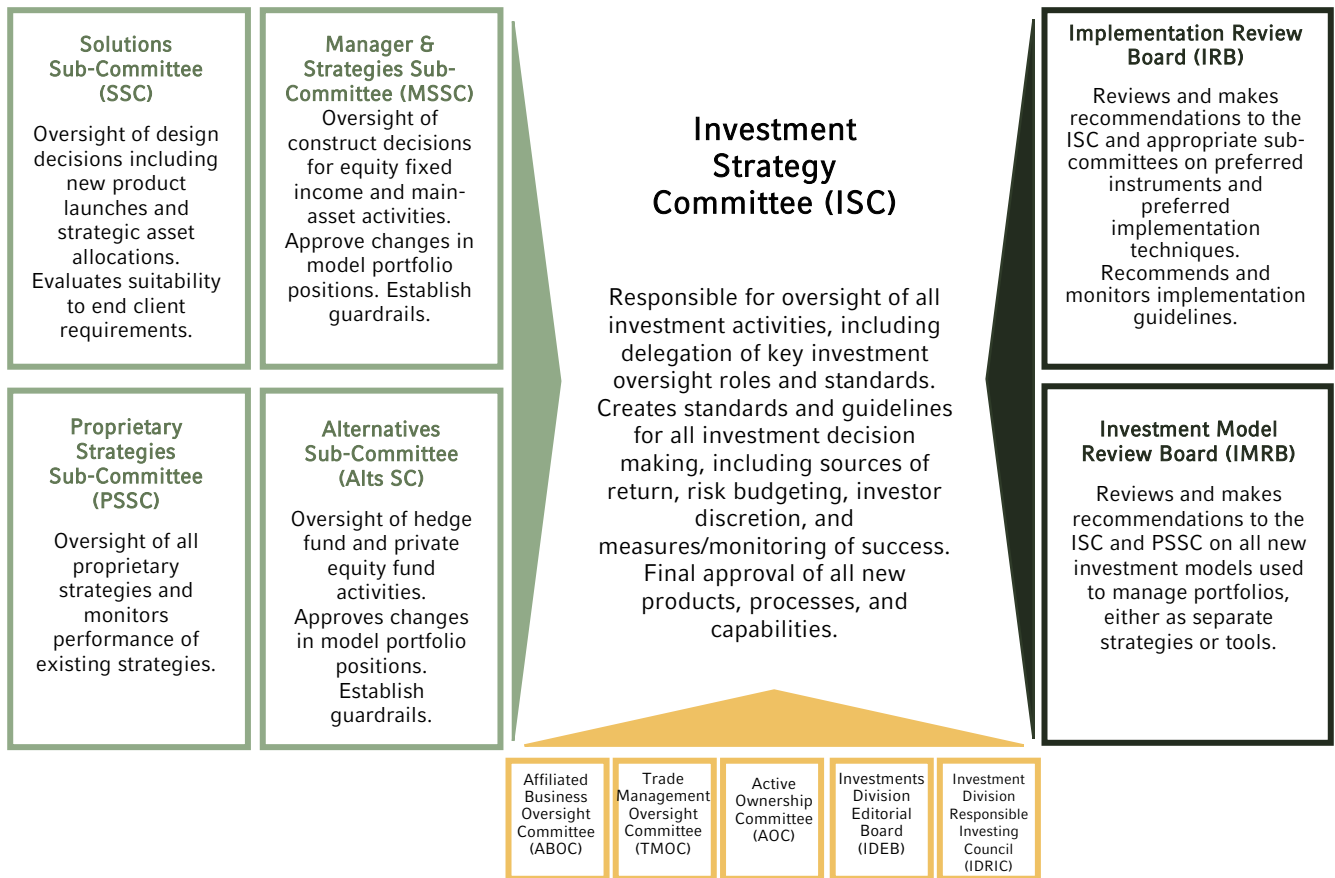 Solutions
Sub-Committee
(SSC)
Oversight of design
decisions including
new product
launches and
strategic asset
allocations.
Evaluates suitability
to end client
requirements.
Manager &
Strategies Sub-
Committee (MSSC)
Oversight of
construct decisions
for equity fixed
income and main-
asset activities.
Approve changes in
model portfolio
positions. Establish
guardrails.
Proprietary
Strategies
Sub-Committee
(PSSC)
Oversight of all
proprietary
strategies and
monitors
performance of
existing strategies.
Alternatives
Sub-Committee
(Alts SC)
Oversight of hedge
fund and private
equity fund
activities.
Approves changes
in model portfolio
positions.
Establish
guardrails.
Investment
Strategy
Committee (ISC)
Responsible for oversight of all
investment activities, including
delegation of key investment
oversight roles and standards.
Creates standards and guidelines
for all investment decision
making, including sources of
return, risk budgeting, investor
discretion, and
measures/monitoring of success.
Final approval of all new
products, processes, and
capabilities.
Implementation Review
Board (IRB)
Reviews and makes
recommendations to the
ISC and appropriate sub-
committees on preferred
instruments and
preferred
implementation
techniques.
Recommends and
monitors implementation
guidelines.
Investment Model
Review Board (IMRB)
Reviews and makes
recommendations to the
ISC and PSSC on all new
investment models used
to manage portfolios,
either as separate
strategies or tools.
Affiliated
Business
Oversight
Committee
(ABOC)
Trade
Management
Oversight
Committee
(TMOC)
Active
Ownership
Committee
(AOC)
Investments
Division
Editorial
Board
(IDEB)
Investment
Division
Responsible
Investing
Council
(IDRIC)